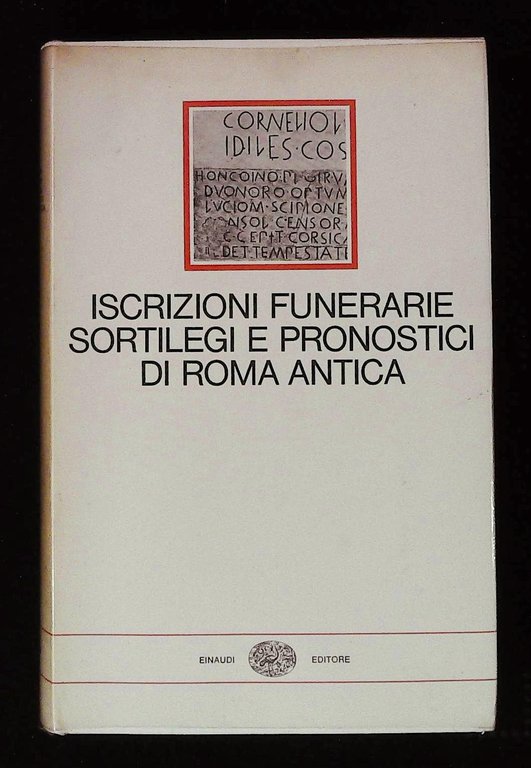 CORNELIO L
IDILES·COS
HONCOINO·PLOIRV
DVONORO·OPTVM
LVCIOM·SCIPIONE
CONSOL CENSOR
C CEPIT CORSICA
DET·TEMPESTATE
ISCRIZIONI FUNERARIE
SORTILEGI E PRONOSTICI
DI ROMA ANTICA
EINAUDI EDITORE